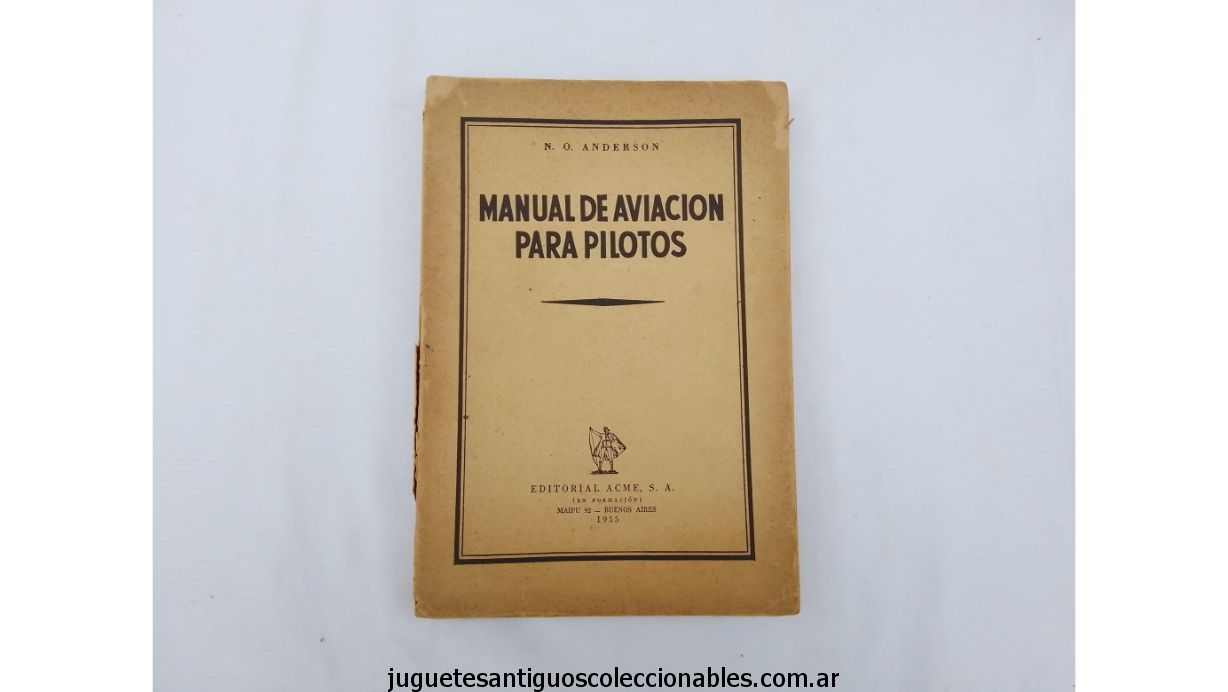 N. O. ANDERSON
MANUAL DE AVIACION
PARA PILOTOS
EDITORIAL ACME, S. A.
(EN FORMACIÓN)
MAIPU 92 — BUENOS AIRES
1955
juguetesantiguoscoleccionables.com.ar